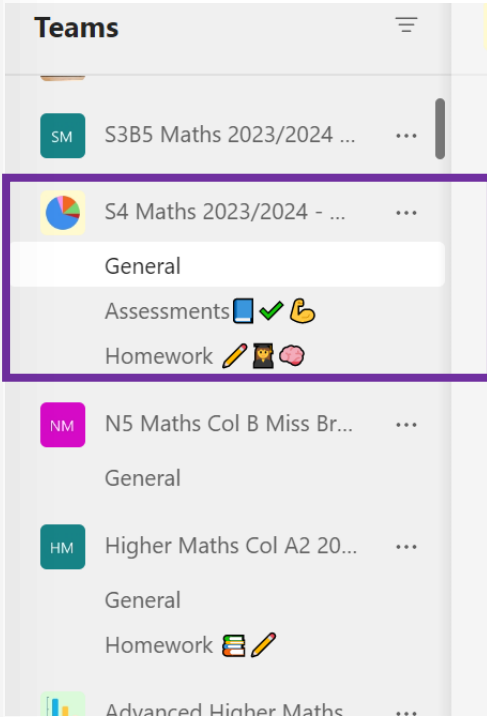 Teams
SM S3B5 Maths 2023/2024 ...
S4 Maths 2023/2024 - ...
General
Assessments📘✔💪
Homework ✏👩‍🎓🧠
NM N5 Maths Col B Miss Br...
General
HM Higher Maths Col A2 20...
General
Homework 📚✏
Advanced Higher Maths